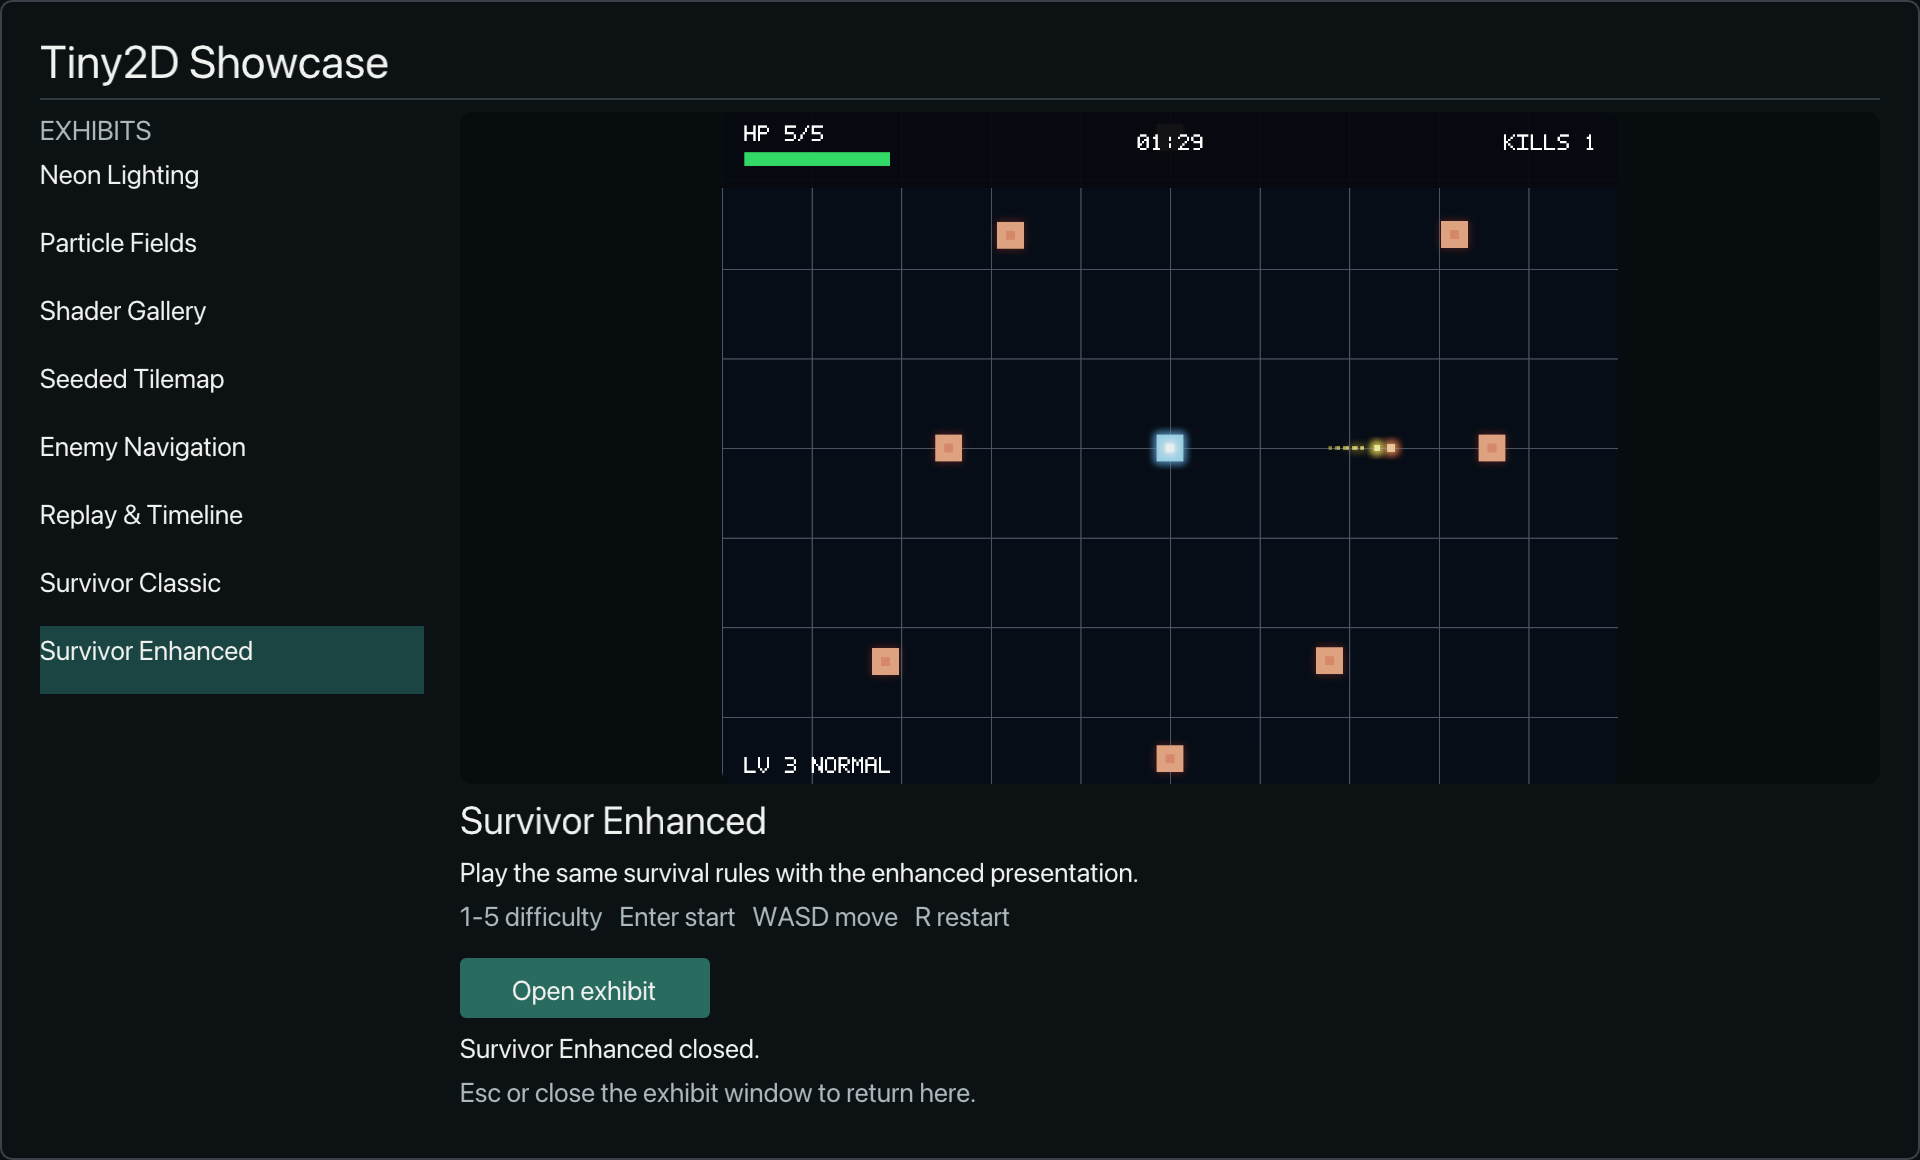 Tiny2D Showcase
EXHIBITS
Neon Lighting
Particle Fields
Shader Gallery
Seeded Tilemap
Enemy Navigation
Replay & Timeline
Survivor Classic
Survivor Enhanced
HP 5/5
01:29
KILLS 1
LV 3 NORMAL
Survivor Enhanced
Play the same survival rules with the enhanced presentation.
1-5 difficulty   Enter start   WASD move   R restart
Open exhibit
Survivor Enhanced closed.
Esc or close the exhibit window to return here.